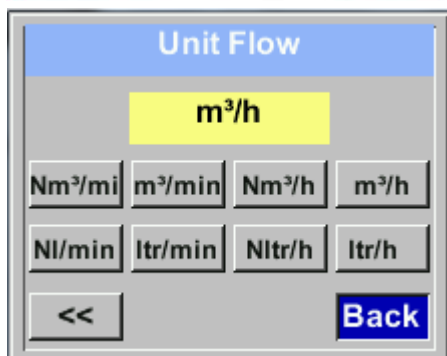 Unit Flow
m³/h
Nm³/mi m³/min Nm³/h m³/h
Nl/min ltr/min Nltr/h ltr/h
<< Back